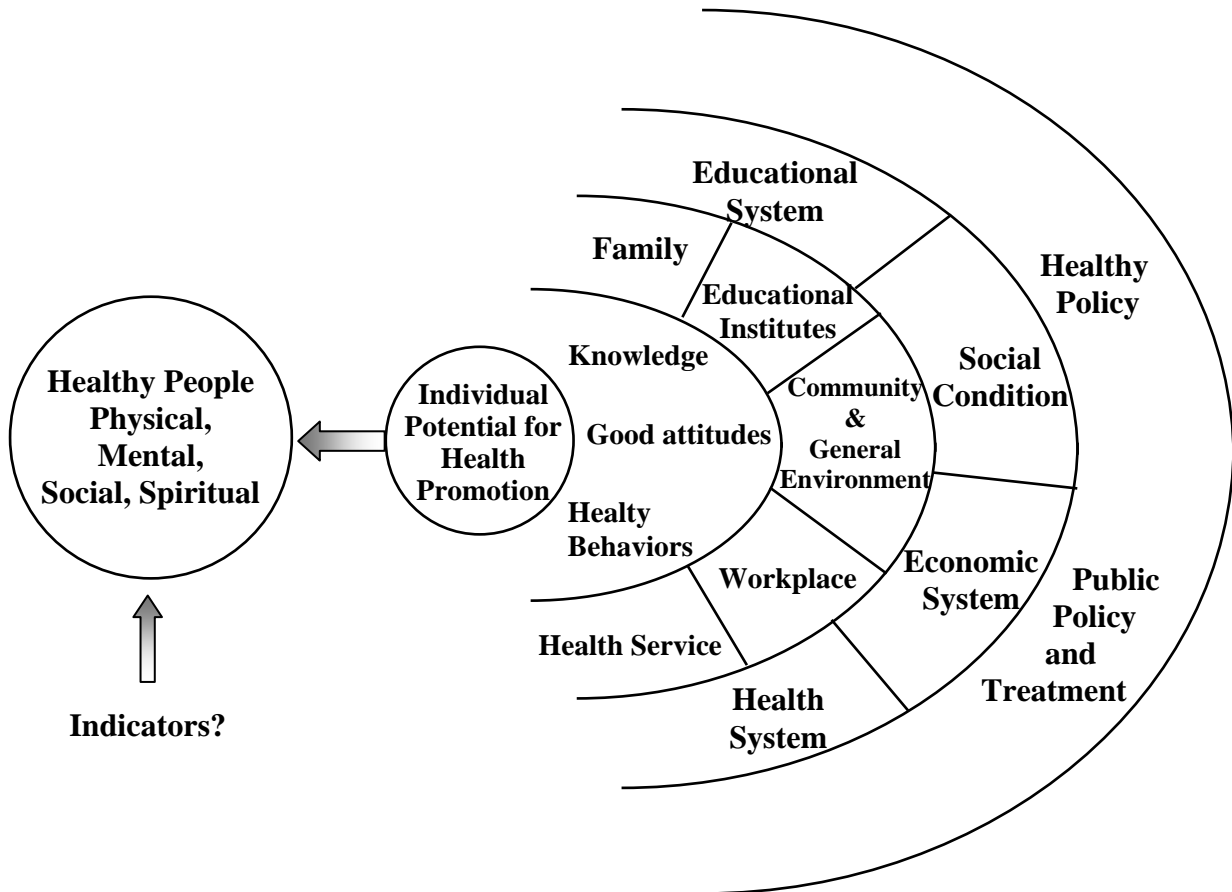 Healthy People
Physical,
Mental,
Social, Spiritual
Indicators?
Individual
Potential for
Health
Promotion
Knowledge
Good attitudes
Healty
Behaviors
Family
Educational
Institutes
Community
&
General
Environment
Workplace
Health Service
Educational
System
Social
Condition
Economic
System
Health
System
Healthy
Policy
Public
Policy
and
Treatment